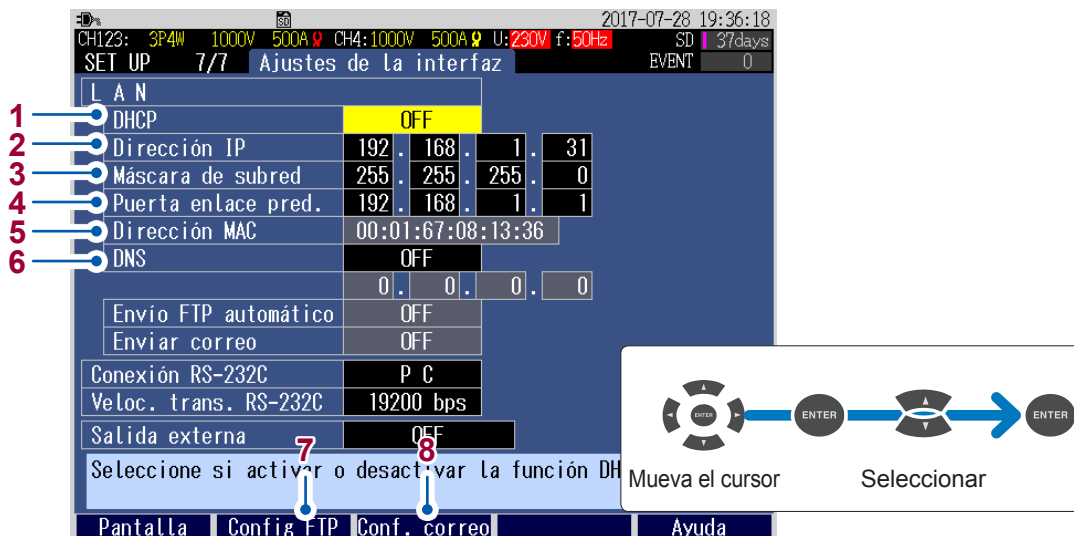 SD 2017-07-28 19:36:18
CH123: 3P4W 1000V 500A CH4:1000V 500A U:230V f:50Hz SD 37days
SET UP 7/7 Ajustes de la interfaz EVENT 0
L A N
1 DHCP OFF
2 Dirección IP 192 . 168 . 1 . 31
3 Máscara de subred 255 . 255 . 255 . 0
4 Puerta enlace pred. 192 . 168 . 1 . 1
5 Dirección MAC 00:01:67:08:13:36
6 DNS OFF
0 . 0 . 0 . 0
Envío FTP automático OFF
Enviar correo OFF
Conexión RS-232C P C
Veloc. trans. RS-232C 19200 bps
Salida externa OFF
7 8
Seleccione si activar o desactivar la función DH
Pantalla Config FTP Conf. correo Ayuda
ENTER ENTER ENTER
Mueva el cursor Seleccionar